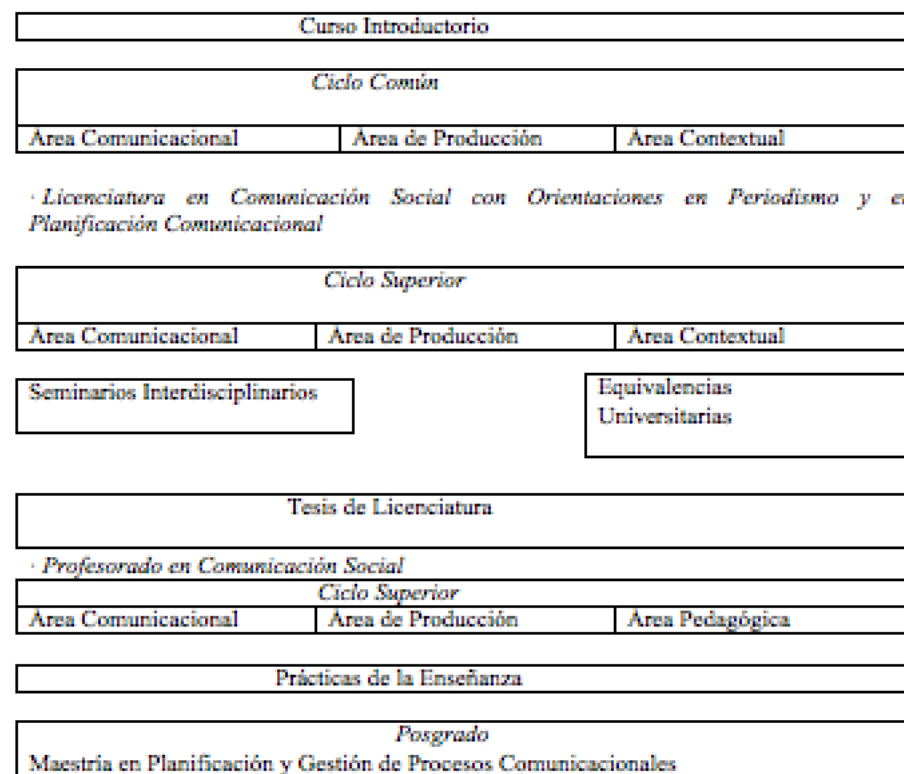 Curso Introductorio
Ciclo Común
Área Comunicacional Área de Producción Área Contextual
· Licenciatura en Comunicación Social con Orientaciones en Periodismo y e
Planificación Comunicacional
Ciclo Superior
Área Comunicacional Área de Producción Área Contextual
Seminarios Interdisciplinarios
Equivalencias
Universitarias
Tesis de Licenciatura
· Profesorado en Comunicación Social
Ciclo Superior
Área Comunicacional Área de Producción Área Pedagógica
Prácticas de la Enseñanza
Posgrado
Maestría en Planificación y Gestión de Procesos Comunicacionales